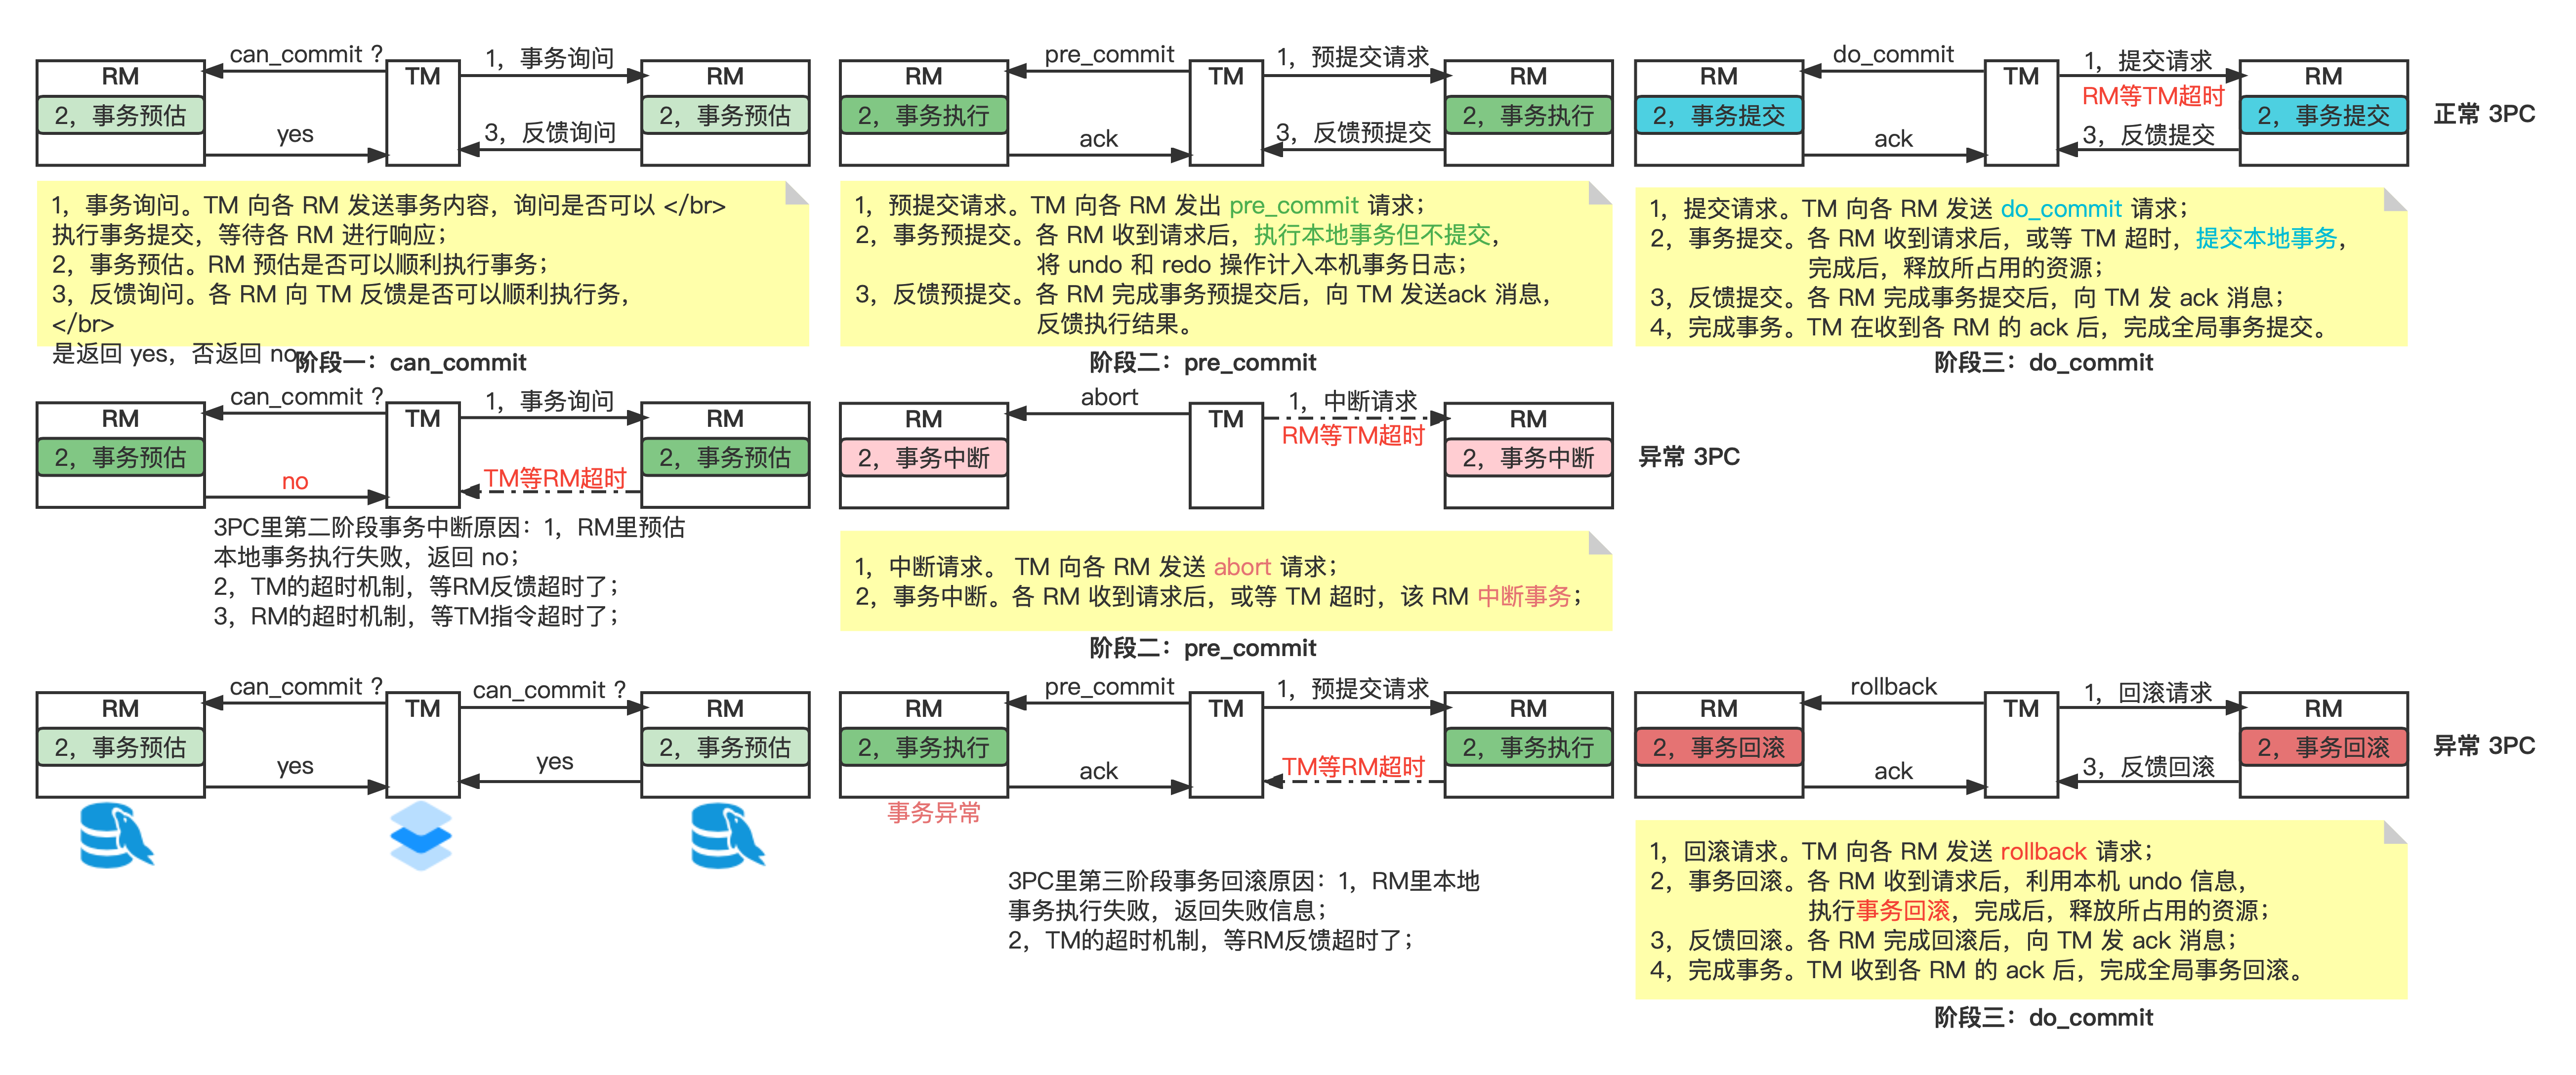 can_commit ?
1，事务询问
RM
TM
RM
2，事务预估
2，事务预估
yes
3，反馈询问
pre_commit
1，预提交请求
RM
TM
RM
2，事务执行
2，事务执行
ack
3，反馈预提交
do_commit
1，提交请求
RM
TM
RM
RM等TM超时
2，事务提交
2，事务提交
ack
3，反馈提交
正常 3PC
1，事务询问。TM 向各 RM 发送事务内容，询问是否可以 </br>
执行事务提交，等待各 RM 进行响应；
2，事务预估。RM 预估是否可以顺利执行事务；
3，反馈询问。各 RM 向 TM 反馈是否可以顺利执行务，
</br>
是返回 yes，否返回 no
阶段一：can_commit
1，预提交请求。TM 向各 RM 发出 pre_commit 请求；
2，事务预提交。各 RM 收到请求后，执行本地事务但不提交，
将 undo 和 redo 操作计入本机事务日志；
3，反馈预提交。各 RM 完成事务预提交后，向 TM 发送ack 消息，
反馈执行结果。
阶段二：pre_commit
1，提交请求。TM 向各 RM 发送 do_commit 请求；
2，事务提交。各 RM 收到请求后，或等 TM 超时，提交本地事务，
完成后，释放所占用的资源；
3，反馈提交。各 RM 完成事务提交后，向 TM 发 ack 消息；
4，完成事务。TM 在收到各 RM 的 ack 后，完成全局事务提交。
阶段三：do_commit
can_commit ?
1，事务询问
RM
TM
RM
2，事务预估
2，事务预估
no
TM等RM超时
3PC里第二阶段事务中断原因：1，RM里预估
本地事务执行失败，返回 no；
2，TM的超时机制，等RM反馈超时了；
3，RM的超时机制，等TM指令超时了；
abort
1，中断请求
RM
TM
RM
RM等TM超时
2，事务中断
2，事务中断
异常 3PC
1，中断请求。 TM 向各 RM 发送 abort 请求；
2，事务中断。各 RM 收到请求后，或等 TM 超时，该 RM 中断事务；
阶段二：pre_commit
can_commit ?
can_commit ?
RM
TM
RM
2，事务预估
2，事务预估
yes
yes
pre_commit
1，预提交请求
RM
TM
RM
2，事务执行
2，事务执行
ack
TM等RM超时
事务异常
3PC里第三阶段事务回滚原因：1，RM里本地
事务执行失败，返回失败信息；
2，TM的超时机制，等RM反馈超时了；
rollback
1，回滚请求
RM
TM
RM
2，事务回滚
2，事务回滚
ack
3，反馈回滚
异常 3PC
1，回滚请求。TM 向各 RM 发送 rollback 请求；
2，事务回滚。各 RM 收到请求后，利用本机 undo 信息，
执行事务回滚，完成后，释放所占用的资源；
3，反馈回滚。各 RM 完成回滚后，向 TM 发 ack 消息；
4，完成事务。TM 收到各 RM 的 ack 后，完成全局事务回滚。
阶段三：do_commit